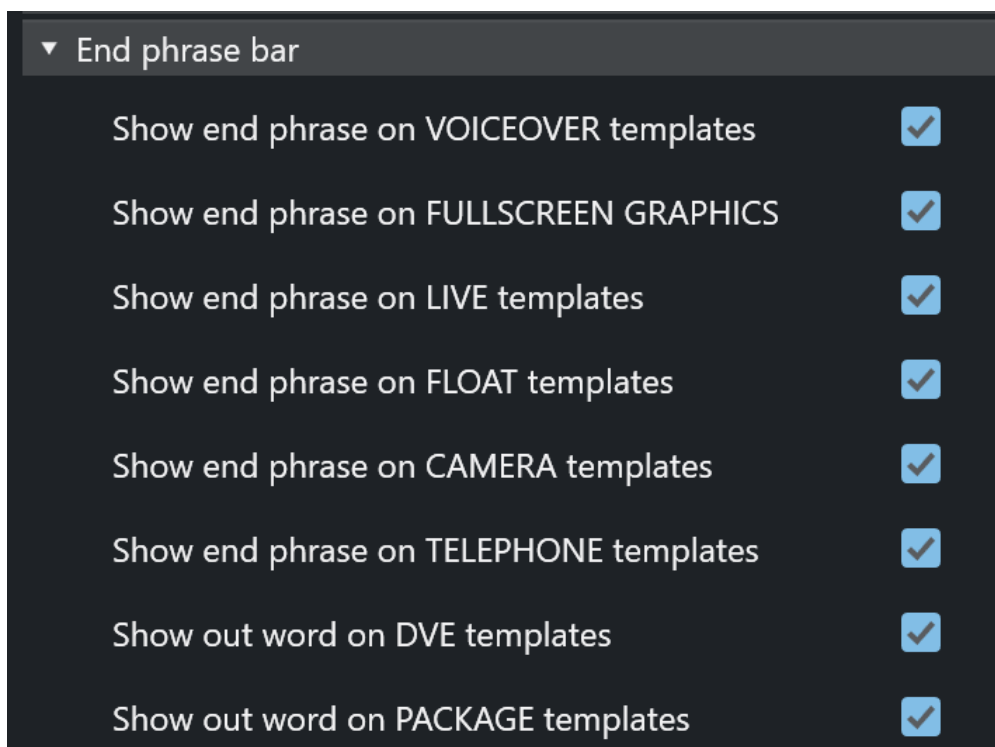 End phrase bar
Show end phrase on VOICEOVER templates
Show end phrase on FULLSCREEN GRAPHICS
Show end phrase on LIVE templates
Show end phrase on FLOAT templates
Show end phrase on CAMERA templates
Show end phrase on TELEPHONE templates
Show out word on DVE templates
Show out word on PACKAGE templates